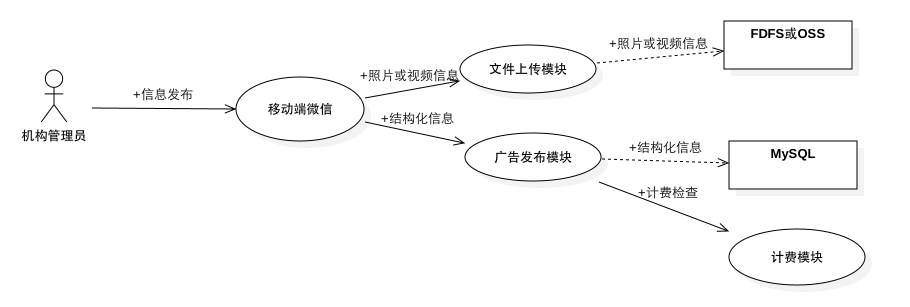 FDFS或OSS
+照片或视频信息
文件上传模块
+照片或视频信息
+信息发布
移动端微信
机构管理员
+结构化信息
广告发布模块
+结构化信息
MySQL
+计费检查
计费模块